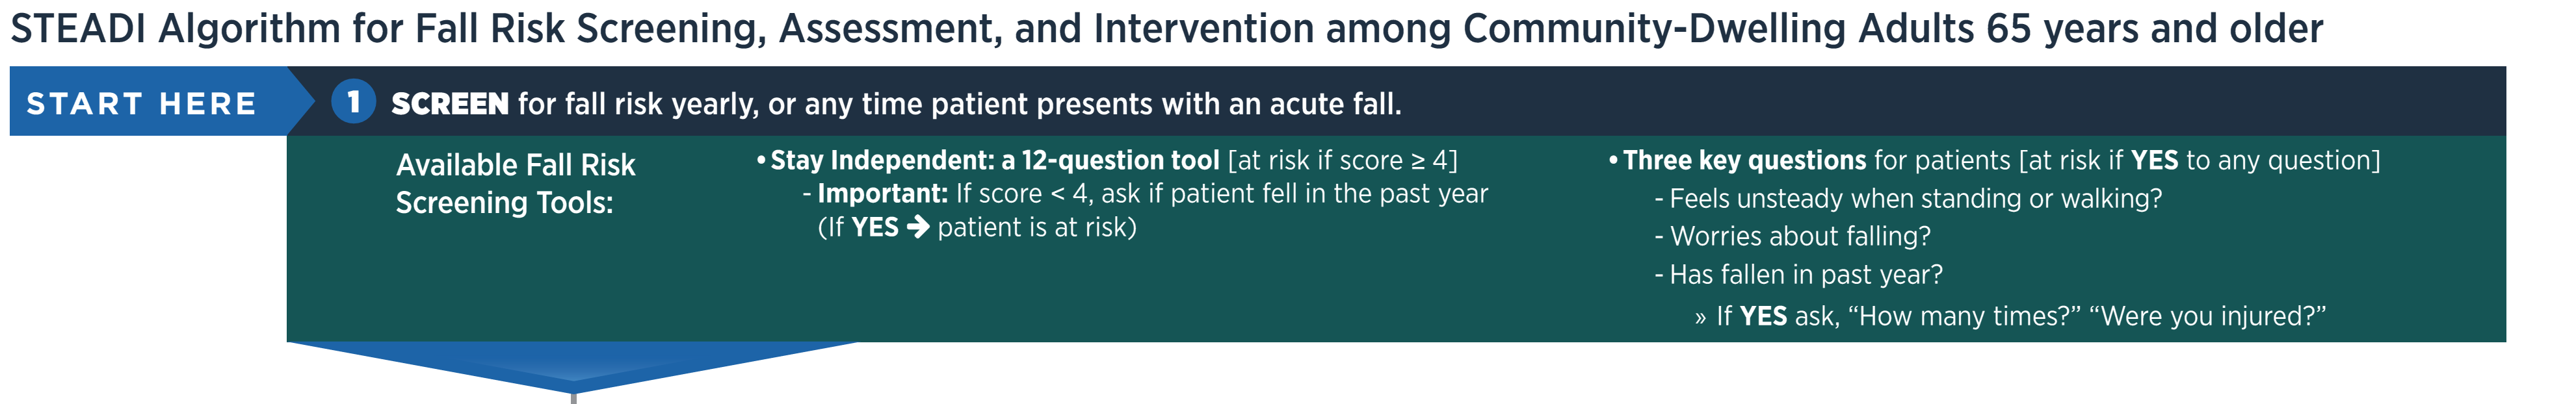 STEADI Algorithm for Fall Risk Screening, Assessment, and Intervention among Community-Dwelling Adults 65 years and older
START HERE
1 SCREEN for fall risk yearly, or any time patient presents with an acute fall.
Available Fall Risk
Screening Tools:
• Stay Independent: a 12-question tool [at risk if score ≥ 4]
- Important: If score < 4, ask if patient fell in the past year
(If YES ➔ patient is at risk)
• Three key questions for patients [at risk if YES to any question]
- Feels unsteady when standing or walking?
- Worries about falling?
- Has fallen in past year?
» If YES ask, “How many times?” “Were you injured?”